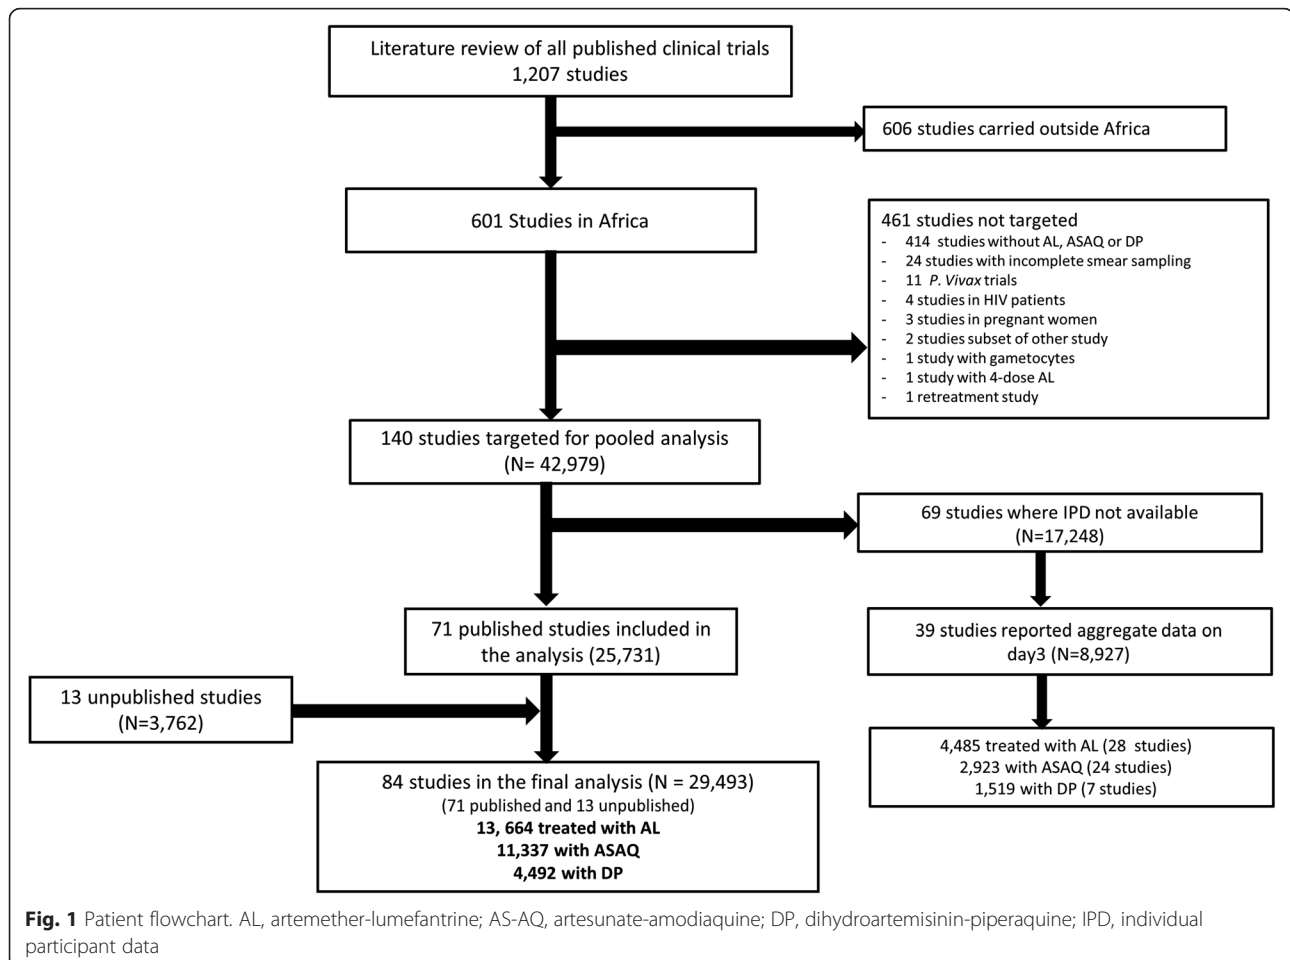 Literature review of all published clinical trials
1,207 studies
606 studies carried outside Africa
601 Studies in Africa
461 studies not targeted
- 414 studies without AL, ASAQ or DP
- 24 studies with incomplete smear sampling
- 11 P. Vivax trials
- 4 studies in HIV patients
- 3 studies in pregnant women
- 2 studies subset of other study
- 1 study with gametocytes
- 1 study with 4-dose AL
- 1 retreatment study
140 studies targeted for pooled analysis
(N= 42,979)
69 studies where IPD not available
(N=17,248)
71 published studies included in
the analysis (25,731)
39 studies reported aggregate data on
day3 (N=8,927)
13 unpublished studies
(N=3,762)
4,485 treated with AL (28 studies)
2,923 with ASAQ (24 studies)
1,519 with DP (7 studies)
84 studies in the final analysis (N = 29,493)
(71 published and 13 unpublished)
13, 664 treated with AL
11,337 with ASAQ
4,492 with DP
Fig. 1 Patient flowchart. AL, artemether-lumefantrine; AS-AQ, artesunate-amodiaquine; DP, dihydroartemisinin-piperaquine; IPD, individual
participant data